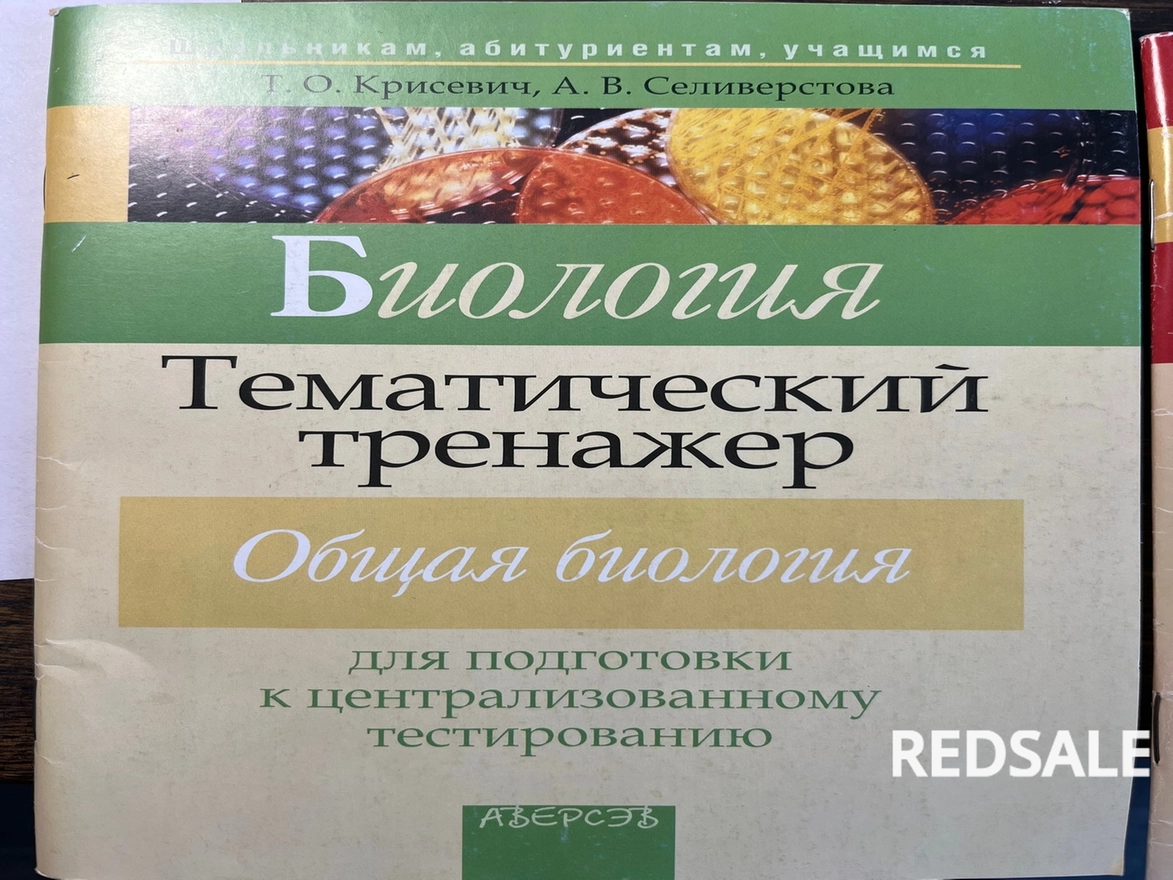 Школьникам, абитуриентам, учащимся
Т. О. Крисевич, А. В. Селиверстова
Биология
Тематический
тренажер
Общая биология
для подготовки
к централизованному
тестированию
REDSALE
АВЕРСЭВ